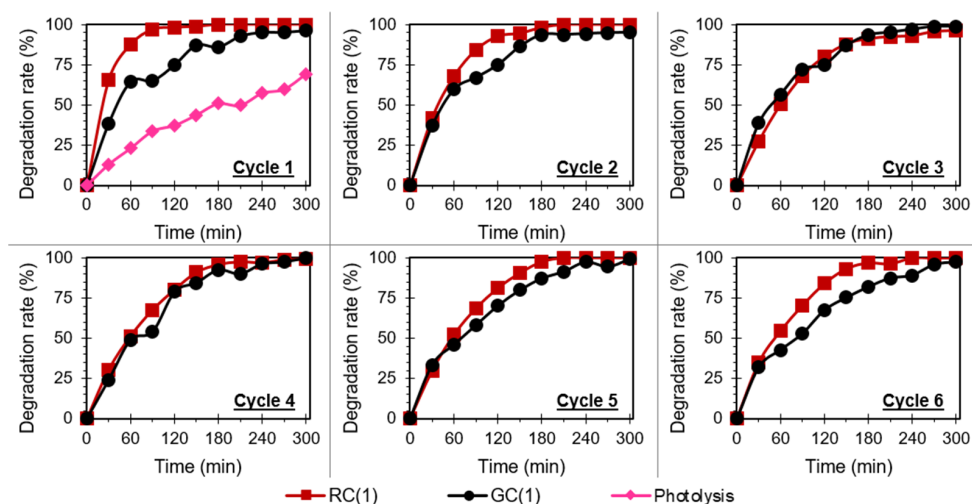 Degradation rate (%)
100
75
50
25
0
Cycle 1
0 60 120 180 240 300
Time (min)
Degradation rate (%)
100
75
50
25
0
Cycle 2
0 60 120 180 240 300
Time (min)
Degradation rate (%)
100
75
50
25
0
Cycle 3
0 60 120 180 240 300
Time (min)
Degradation rate (%)
100
75
50
25
0
Cycle 4
0 60 120 180 240 300
Time (min)
Degradation rate (%)
100
75
50
25
0
Cycle 5
0 60 120 180 240 300
Time (min)
Degradation rate (%)
100
75
50
25
0
Cycle 6
0 60 120 180 240 300
Time (min)
RC(1) GC(1) Photolysis